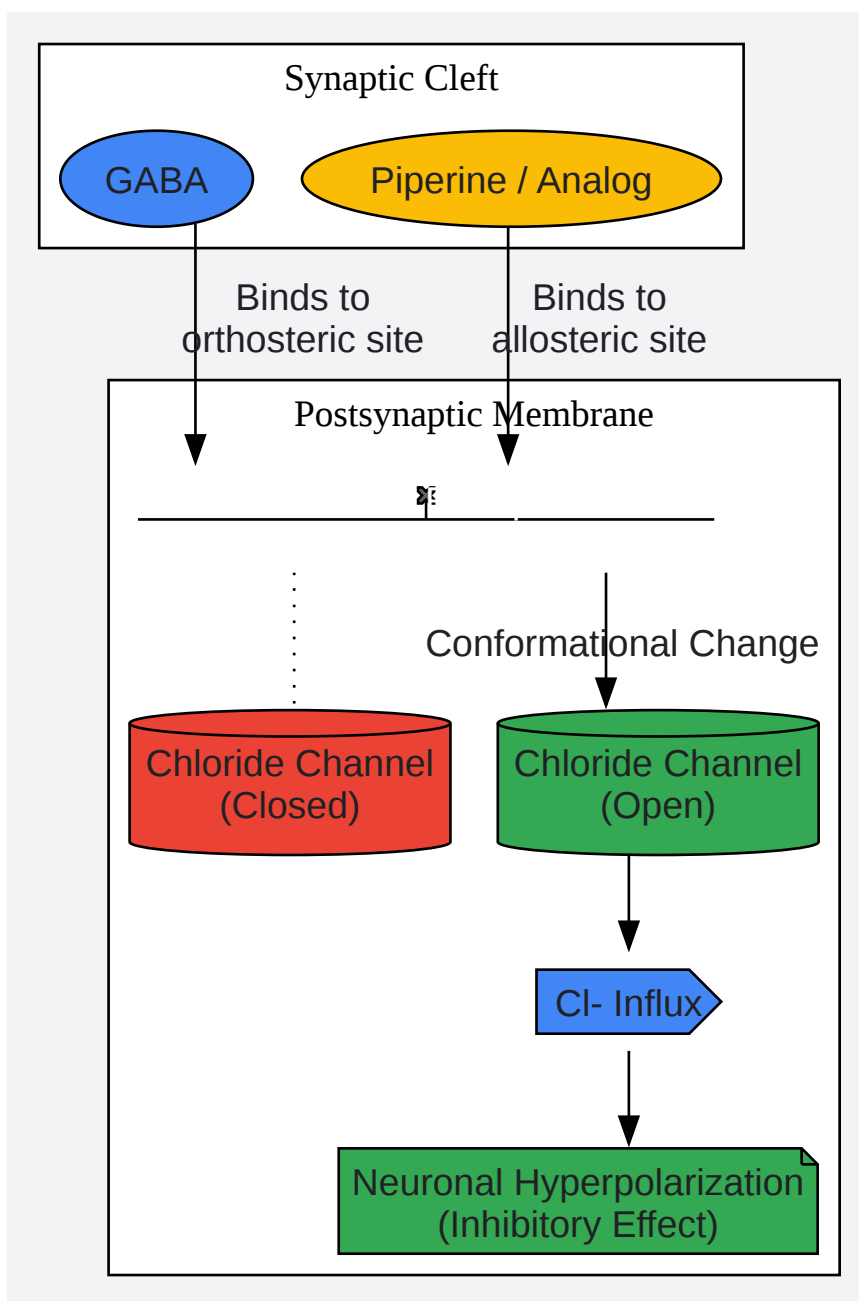 Synaptic Cleft
GABA
Piperine / Analog
Binds to
orthosteric site
Binds to
allosteric site
Postsynaptic Membrane
Conformational Change
Chloride Channel
(Closed)
Chloride Channel
(Open)
Cl- Influx
Neuronal Hyperpolarization
(Inhibitory Effect)